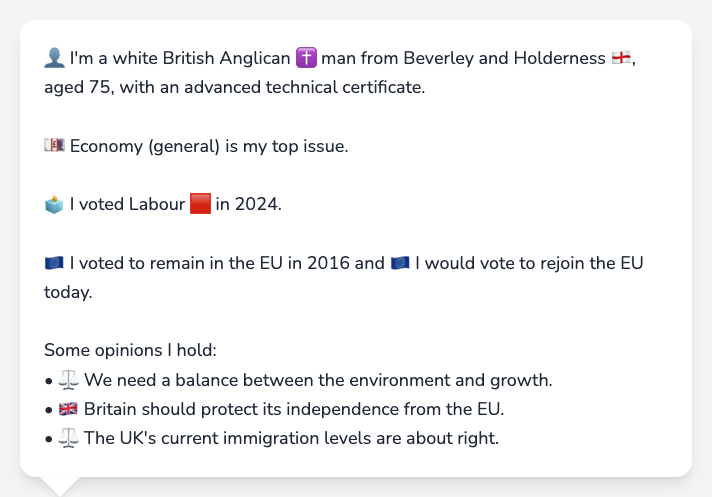 👤 I'm a white British Anglican ✝️ man from Beverley and Holderness 🏴󠁧󠁢󠁥󠁮󠁧󠁿,
aged 75, with an advanced technical certificate.
💷 Economy (general) is my top issue.
🗳️ I voted Labour 🟥 in 2024.
🇪🇺 I voted to remain in the EU in 2016 and 🇪🇺 I would vote to rejoin the EU
today.
Some opinions I hold:
• ⚖️ We need a balance between the environment and growth.
• 🇬🇧 Britain should protect its independence from the EU.
• ⚖️ The UK's current immigration levels are about right.